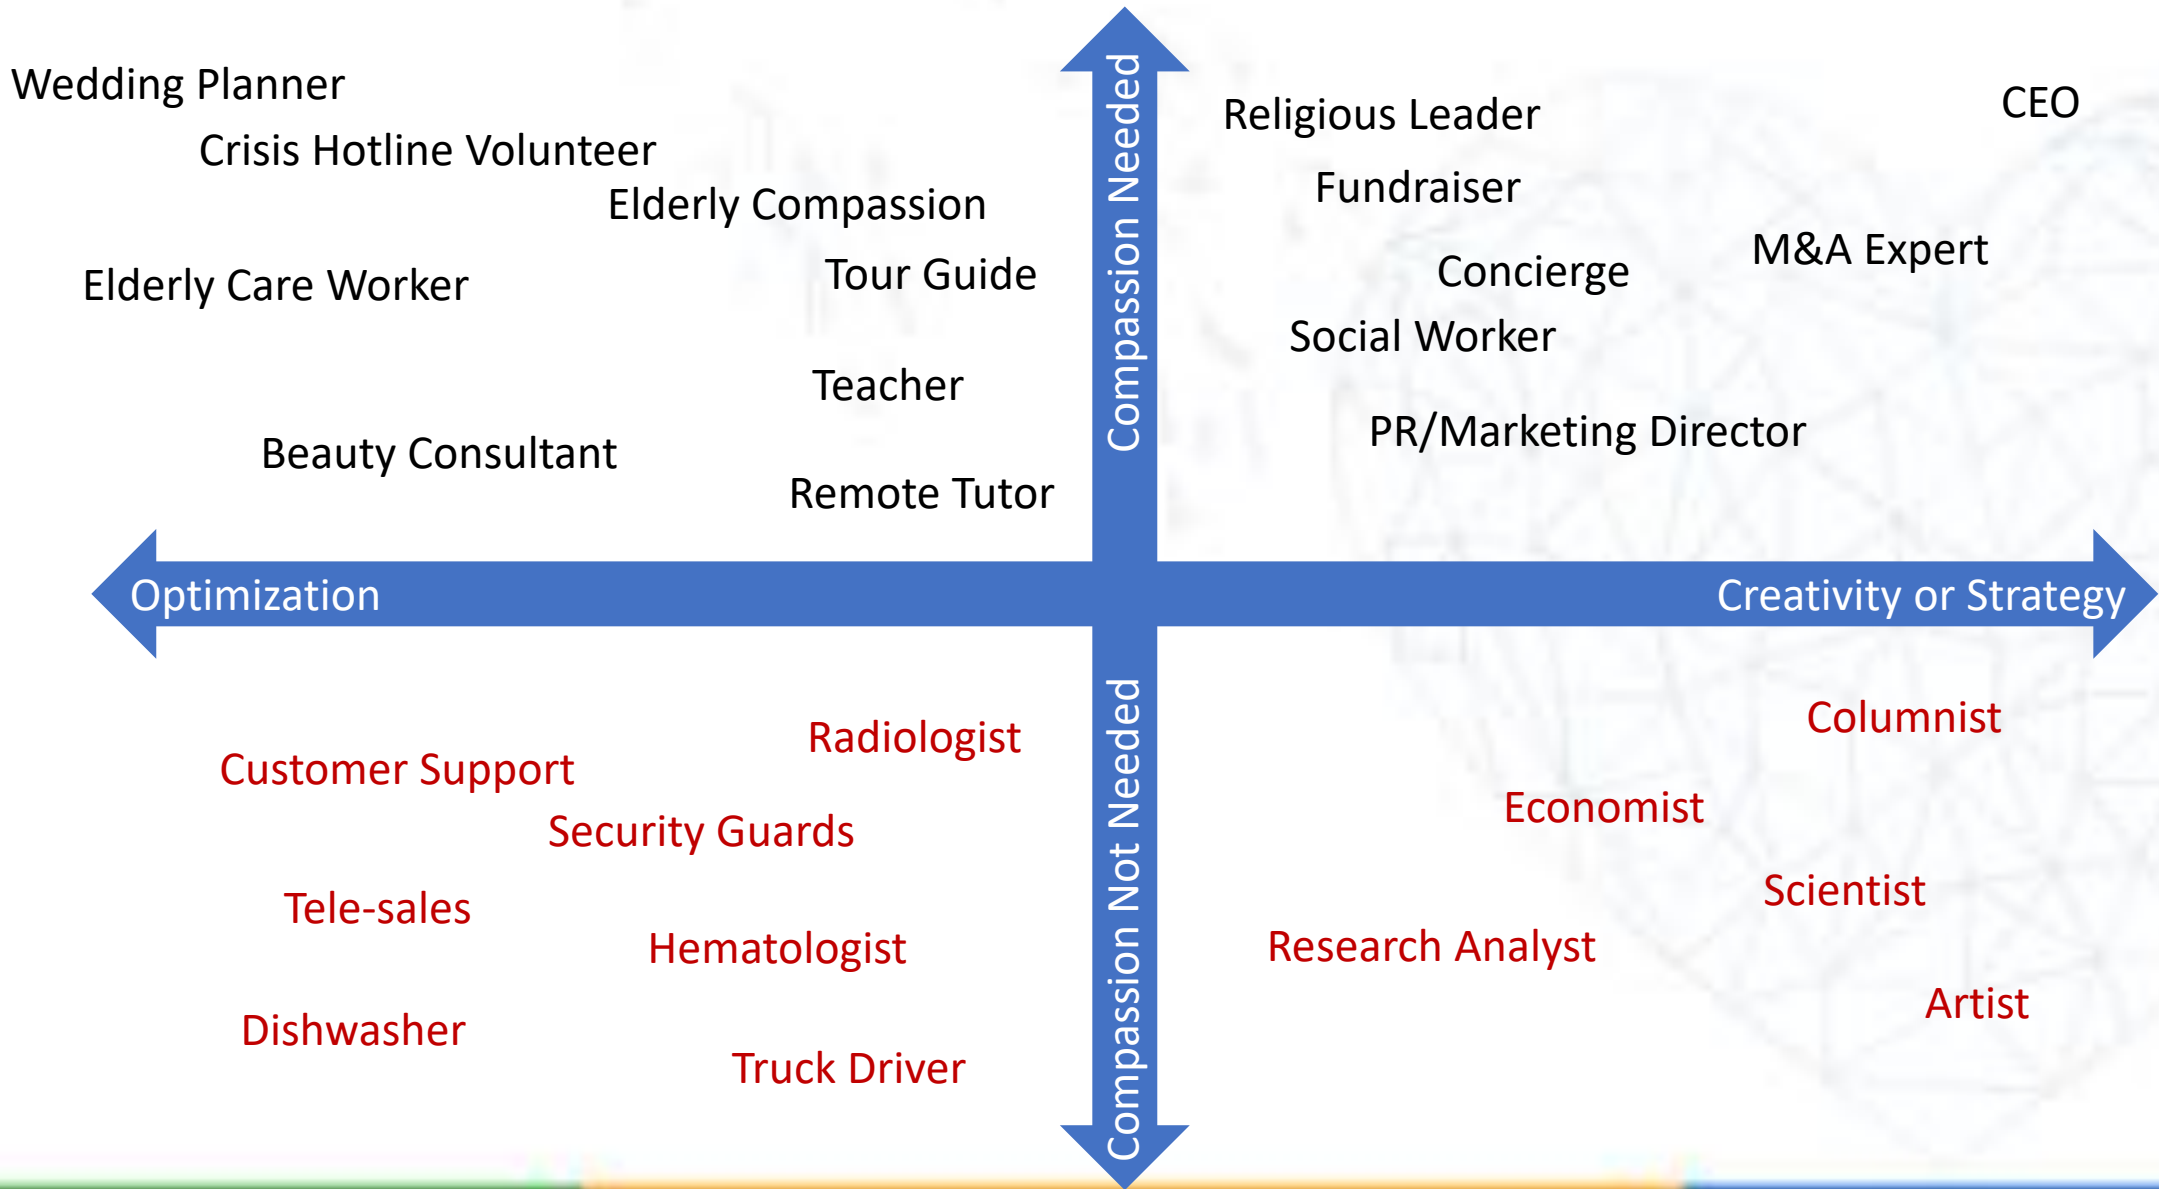 Wedding Planner
Crisis Hotline Volunteer
Elderly Compassion
Elderly Care Worker
Tour Guide
Teacher
Beauty Consultant
Remote Tutor
Compassion Needed
Religious Leader
CEO
Fundraiser
M&A Expert
Concierge
Social Worker
PR/Marketing Director
Optimization
Creativity or Strategy
Radiologist
Customer Support
Security Guards
Tele-sales
Hematologist
Dishwasher
Truck Driver
Compassion Not Needed
Columnist
Economist
Scientist
Research Analyst
Artist